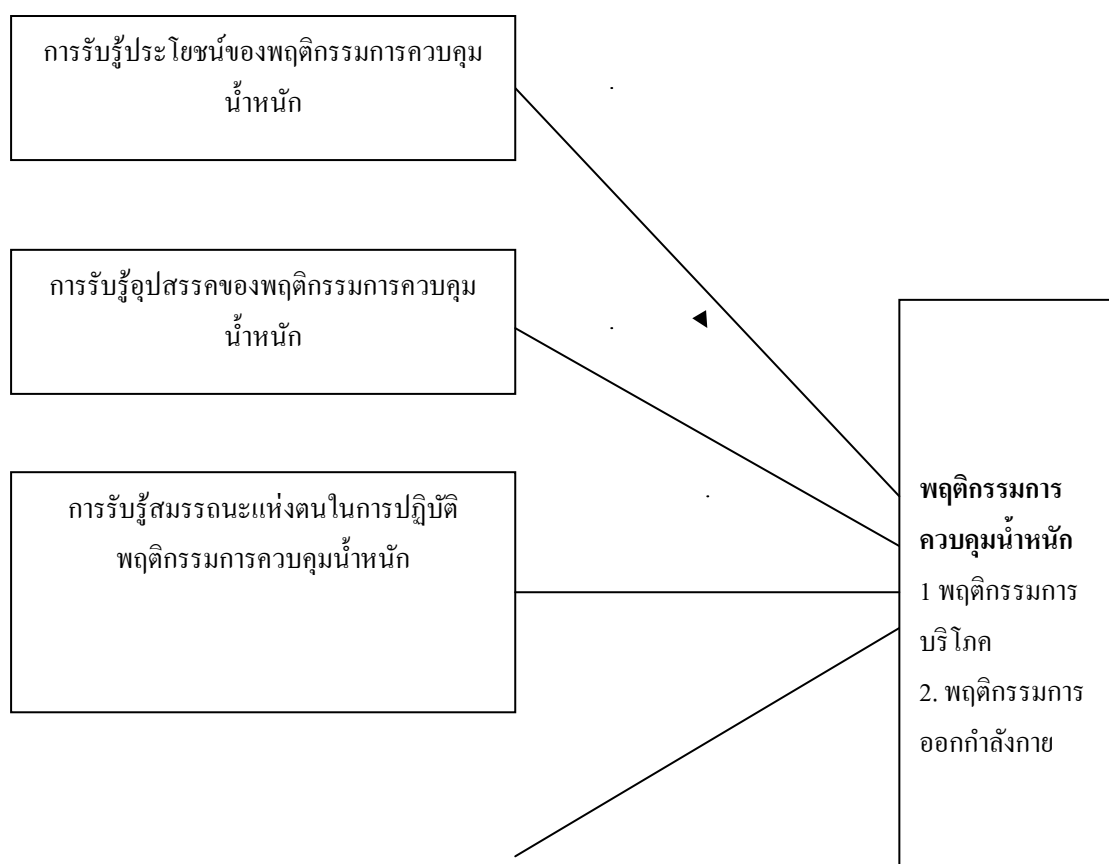 การรับรู้ประโยชน์ของพฤติกรรมการควบคุม
น้ำหนัก
การรับรู้อุปสรรคของพฤติกรรมการควบคุม
น้ำหนัก
การรับรู้สมรรถนะแห่งตนในการปฏิบัติ
พฤติกรรมการควบคุมน้ำหนัก
พฤติกรรมการ
ควบคุมน้ำหนัก
1 พฤติกรรมการ
บริโภค
2. พฤติกรรมการ
ออกกำลังกาย